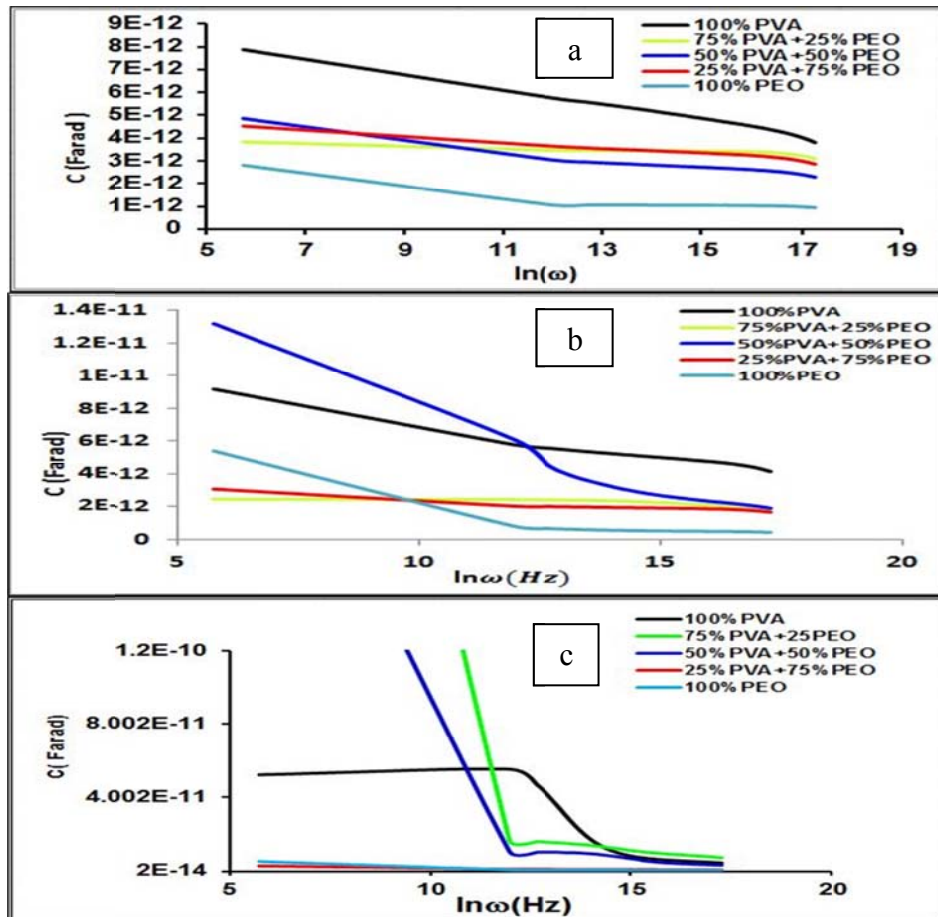 9E-12
8E-12
7E-12
6E-12
5E-12
4E-12
3E-12
2E-12
1E-12
0
C (Farad )
a
100% PVA
75% PVA+25% PEO
50% PVA+50% PEO
25% PVA+75% PEO
100% PEO
5 7 9 11 13 15 17 19
ln(ω)
1.4E-11
1.2E-11
1E-11
8E-12
6E-12
4E-12
2E-12
0
C (Farad)
b
100%PVA
75%PVA+25%PEO
50%PVA+50%PEO
25%PVA+75%PEO
100%PEO
5 10 15 20
lnω(Hz)
1.2E-10
8.002E-11
4.002E-11
2E-14
C( Farad)
c
100% PVA
75% PVA+25PEO
50% PVA+50% PEO
25% PVA+75% PEO
100% PEO
5 10 15 20
lnω(Hz)